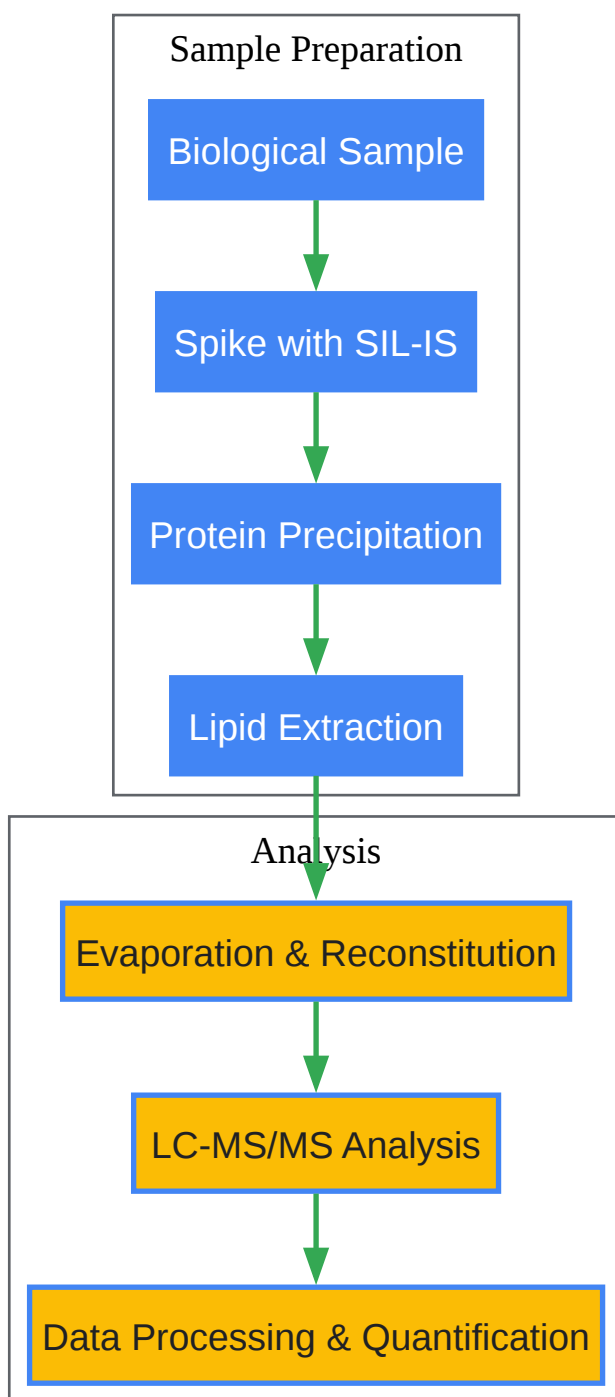 Sample Preparation
Biological Sample
Spike with SIL-IS
Protein Precipitation
Lipid Extraction
Analysis
Evaporation & Reconstitution
LC-MS/MS Analysis
Data Processing & Quantification